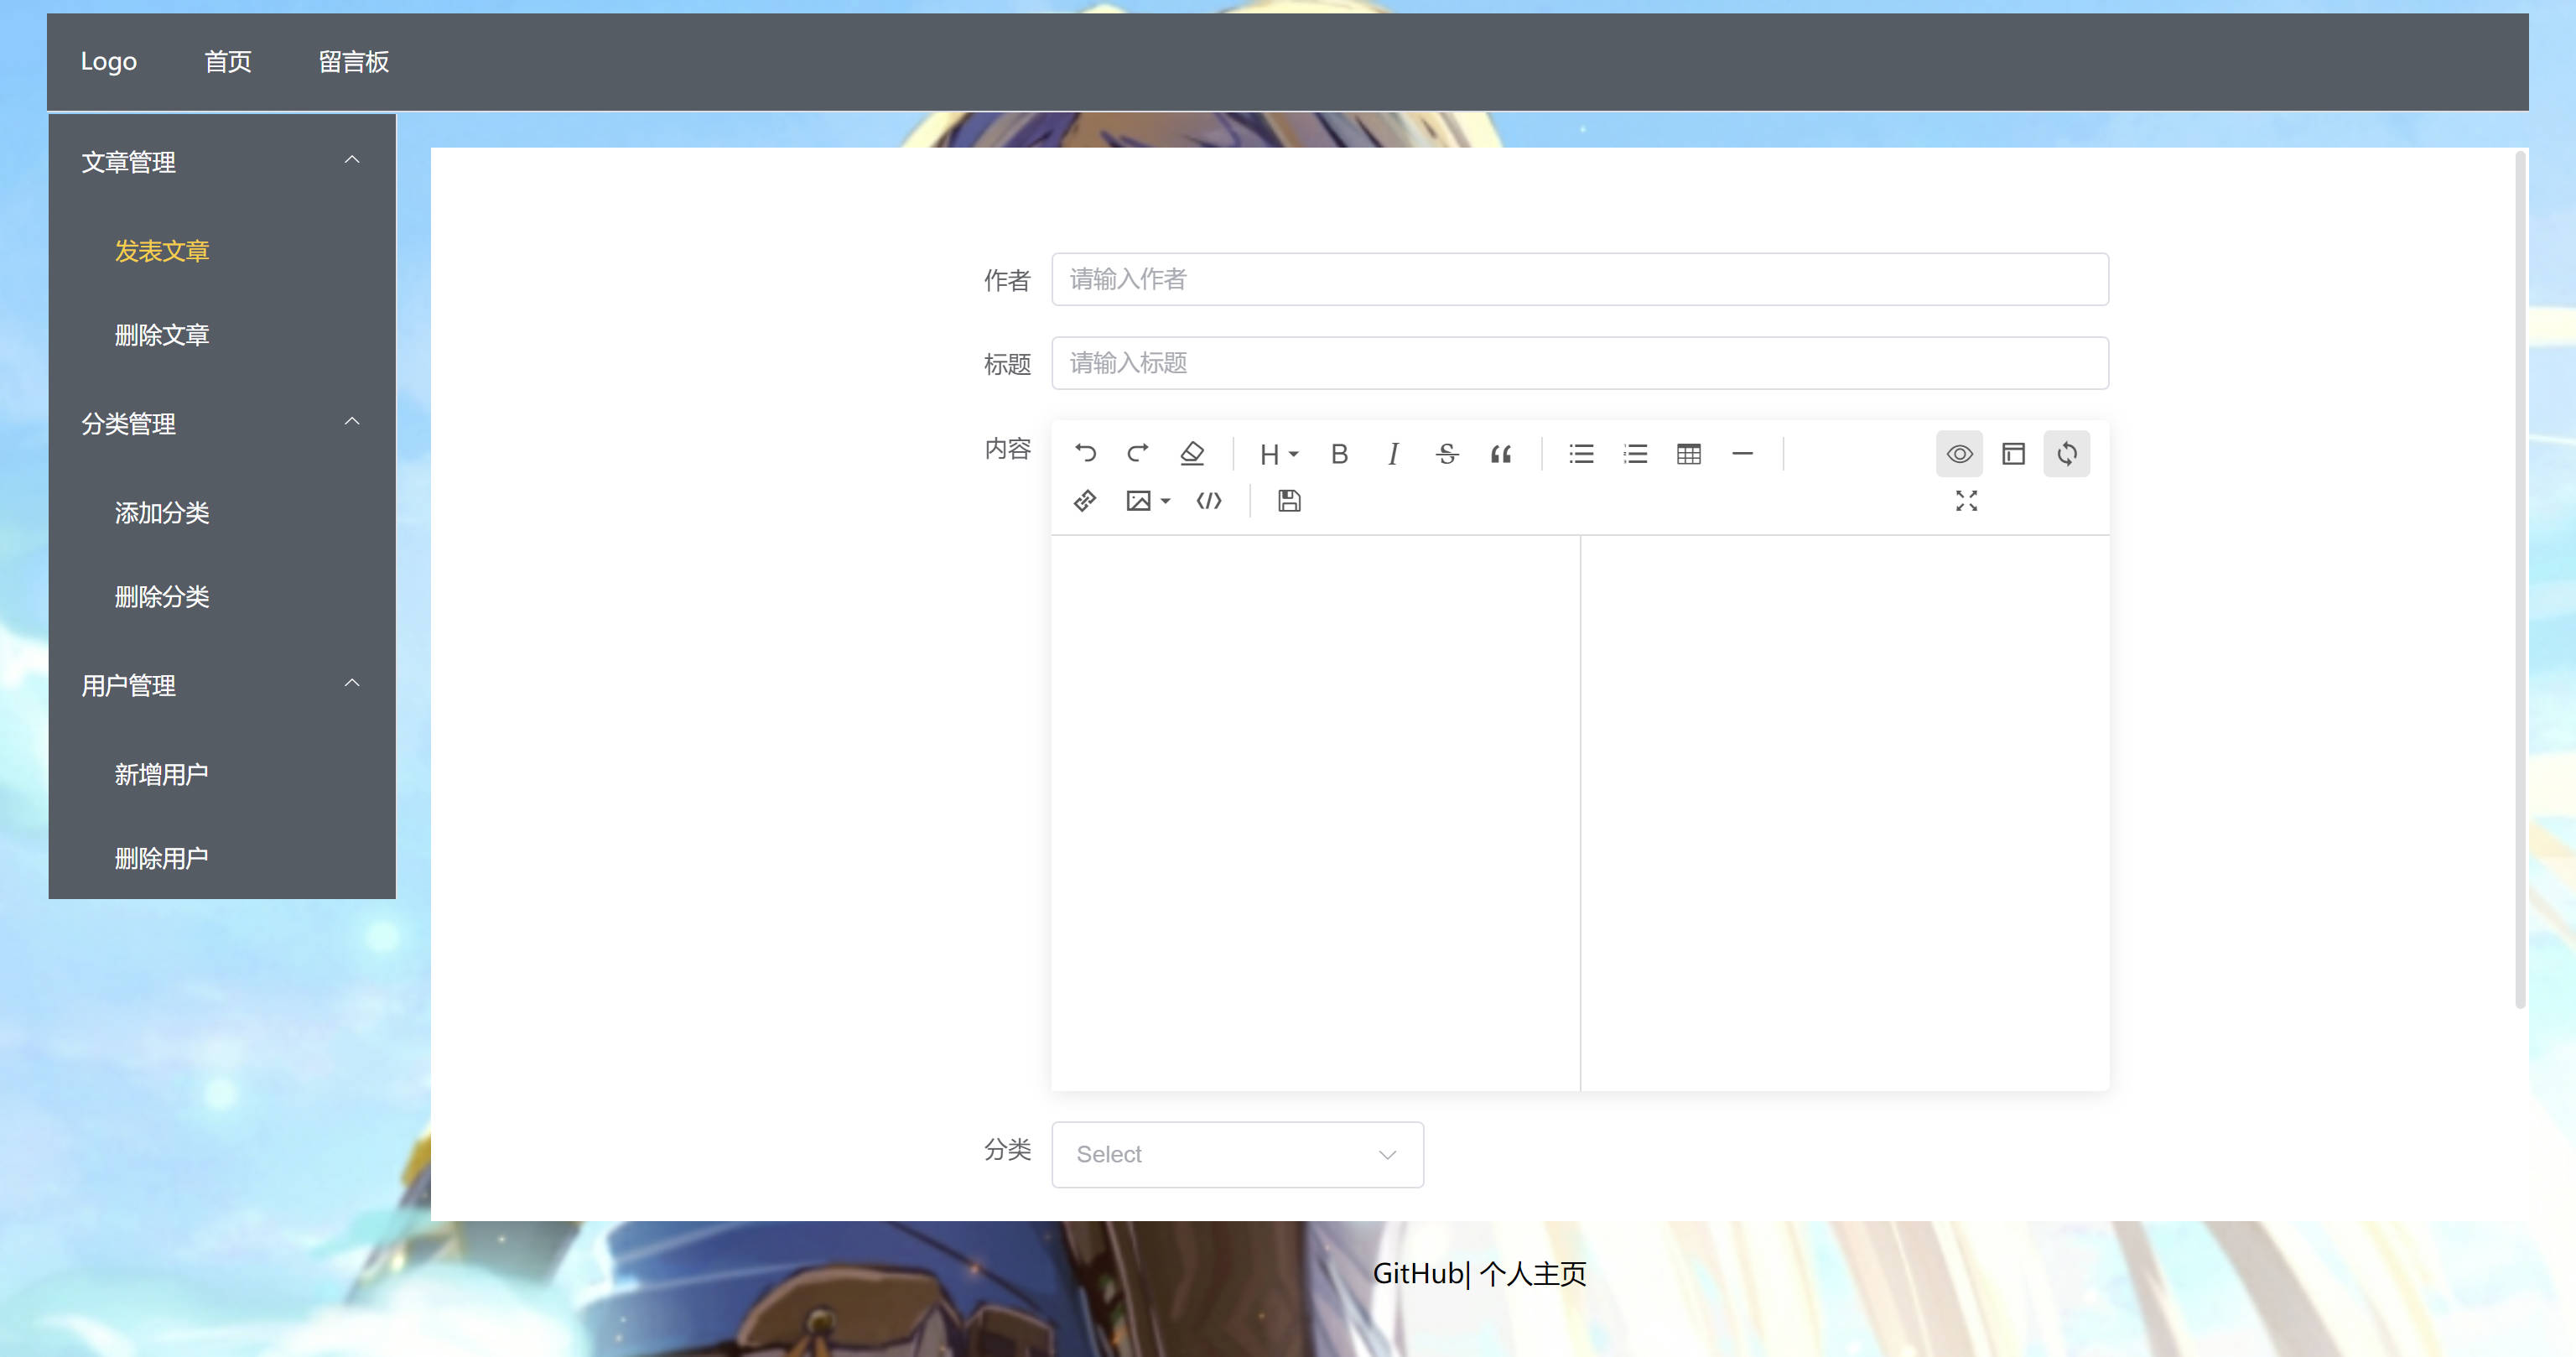 Logo 首页 留言板
文章管理
发表文章
删除文章
分类管理
添加分类
删除分类
用户管理
新增用户
删除用户
作者 请输入作者
标题 请输入标题
内容
分类 Select
GitHub| 个人主页